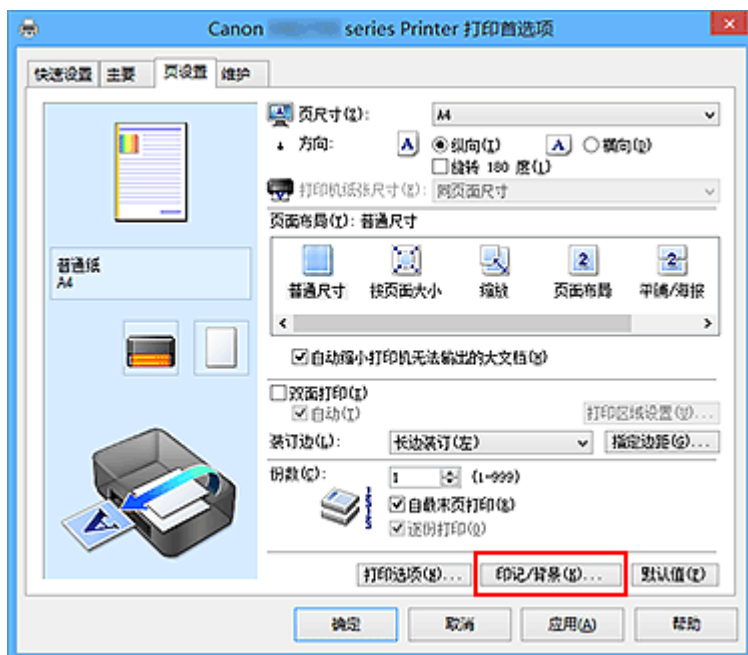 Canon series Printer 打印首选项
快速设置 主要 页设置 维护
页尺寸(Z): A4
方向: A 纵向(I) A 横向(D)
旋转 180 度(L)
打印机纸张尺寸(E): 同页面尺寸
页面布局(Y): 普通尺寸
普通尺寸 按页面大小 缩放 页面布局 平铺/海报
普通纸
A4
自动缩小打印机无法输出的大文档(W)
双面打印(X)
自动(T) 打印区域设置(U)...
装订边(L): 长边装订(左) 指定边距(G)...
份数(C): 1 (1-999)
自最末页打印(R)
逐份打印(O)
打印选项(N)... 印记/背景(K)... 默认值(F)
确定 取消 应用(A) 帮助